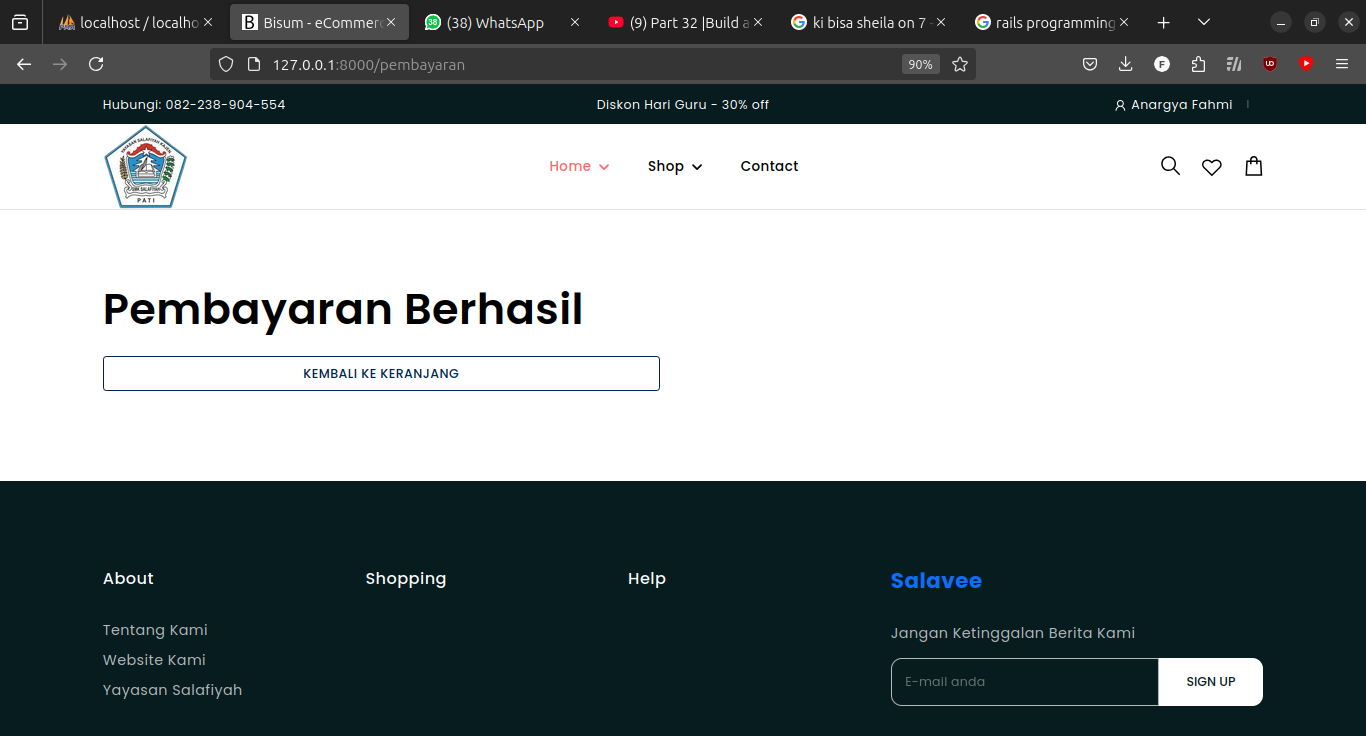 localhost / localho
Bisum - eCommerc
(38) WhatsApp
(9) Part 32 |Build a
ki bisa sheila on 7 -
rails programming
127.0.0.1:8000/pembayaran
90%
Hubungi: 082-238-904-554
Diskon Hari Guru - 30% off
Anargya Fahmi
YAYASAN SALAFIYAH KAJEN
SMK SALAFIYAH
PATI
Home
Shop
Contact
Pembayaran Berhasil
KEMBALI KE KERANJANG
About
Shopping
Help
Salavee
Tentang Kami
Website Kami
Yayasan Salafiyah
Jangan Ketinggalan Berita Kami
E-mail anda
SIGN UP